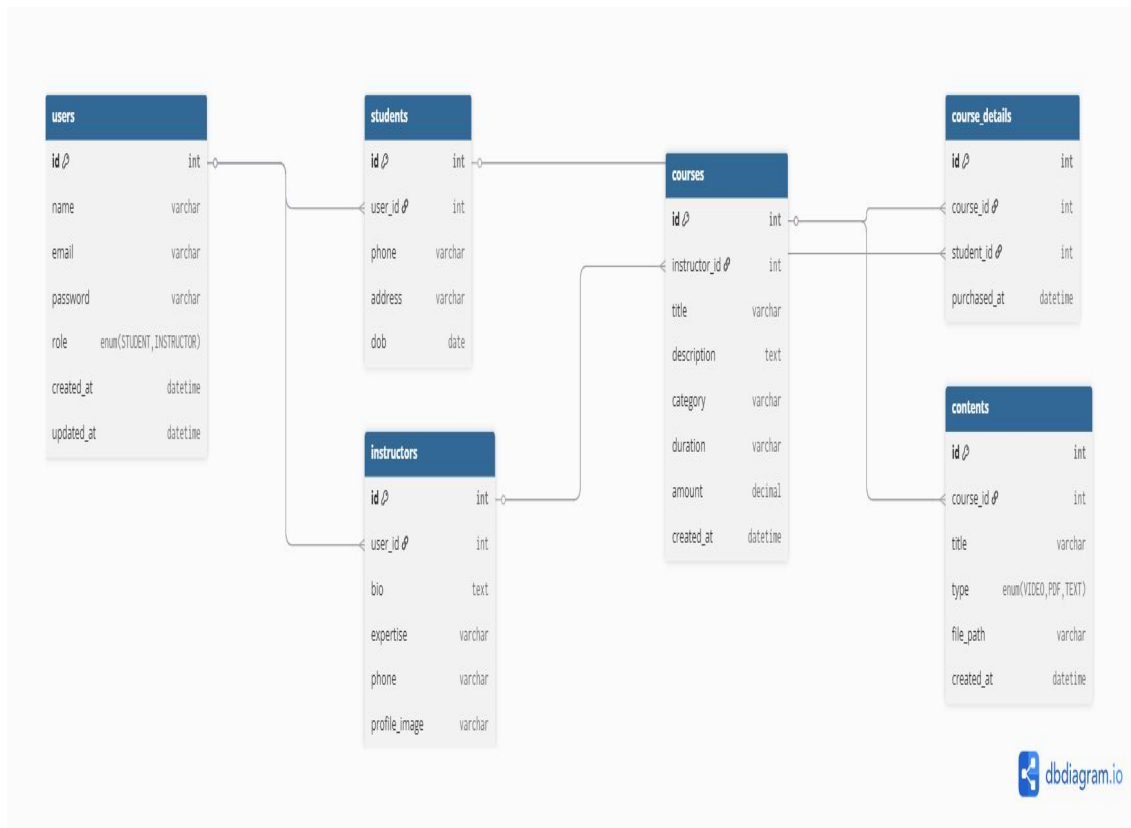 users
id int
name varchar
email varchar
password varchar
role enum(STUDENT,INSTRUCTOR)
created_at datetime
updated_at datetime
students
id int
user_id int
phone varchar
address varchar
dob date
instructors
id int
user_id int
bio text
expertise varchar
phone varchar
profile_image varchar
courses
id int
instructor_id int
title varchar
description text
category varchar
duration varchar
amount decimal
created_at datetime
course_details
id int
course_id int
student_id int
purchased_at datetime
contents
id int
course_id int
title varchar
type enum(VIDEO,PDF,TEXT)
file_path varchar
created_at datetime
dbdiagram.io